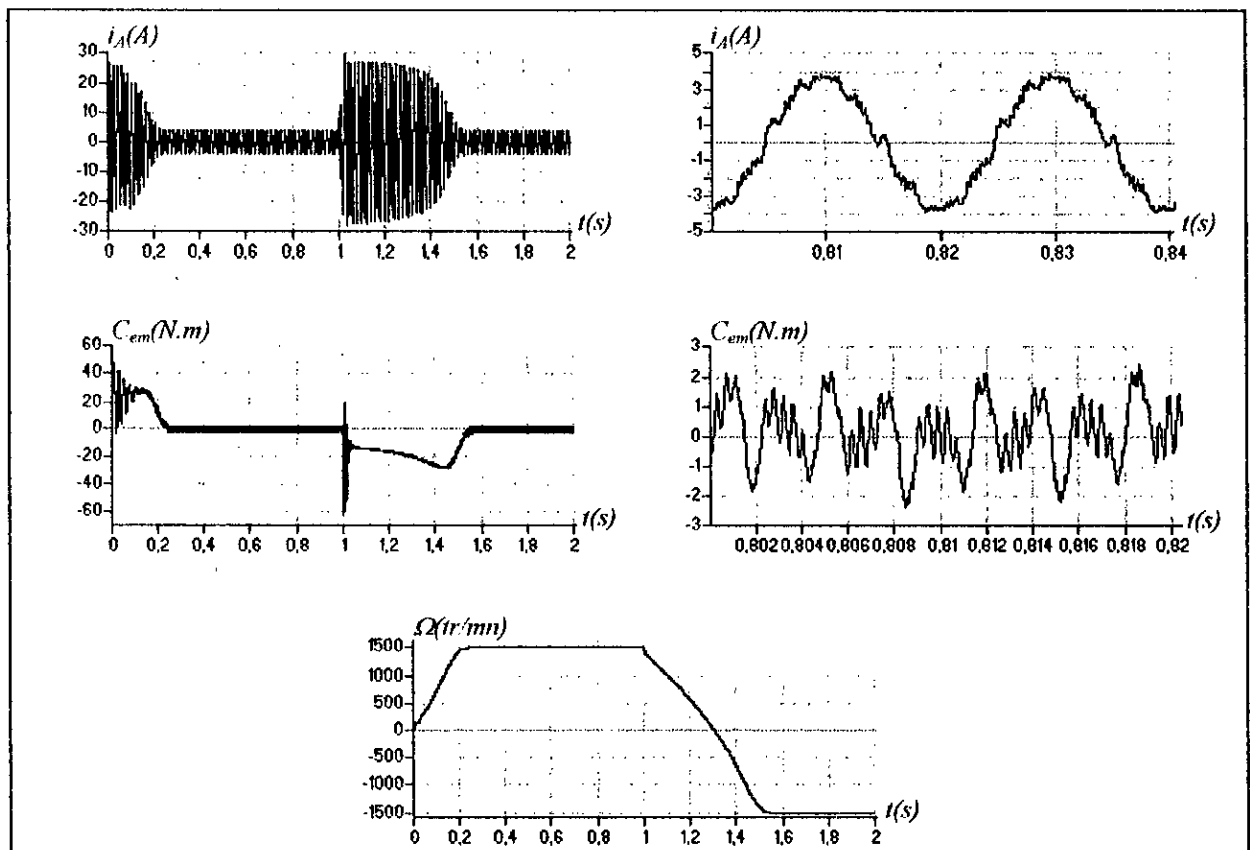 i_A(A)
30
20
10
0
-10
-20
-30
0 0,2 0,4 0,6 0,8 1 1,2 1,4 1,6 1,8 2
t(s)
i_A(A)
5
3
1
-1
-3
-5
0,81 0,82 0,83 0,84
t(s)
C_em(N.m)
60
40
20
0
-20
-40
-60
0 0,2 0,4 0,6 0,8 1 1,2 1,4 1,6 1,8 2
t(s)
C_em(N.m)
3
2
1
0
-1
-2
-3
0,802 0,804 0,806 0,808 0,81 0,812 0,814 0,816 0,818 0,82
t(s)
Ω(tr/mn)
1500
1000
500
0
-500
-1000
-1500
0 0,2 0,4 0,6 0,8 1 1,2 1,4 1,6 1,8 2
t(s)